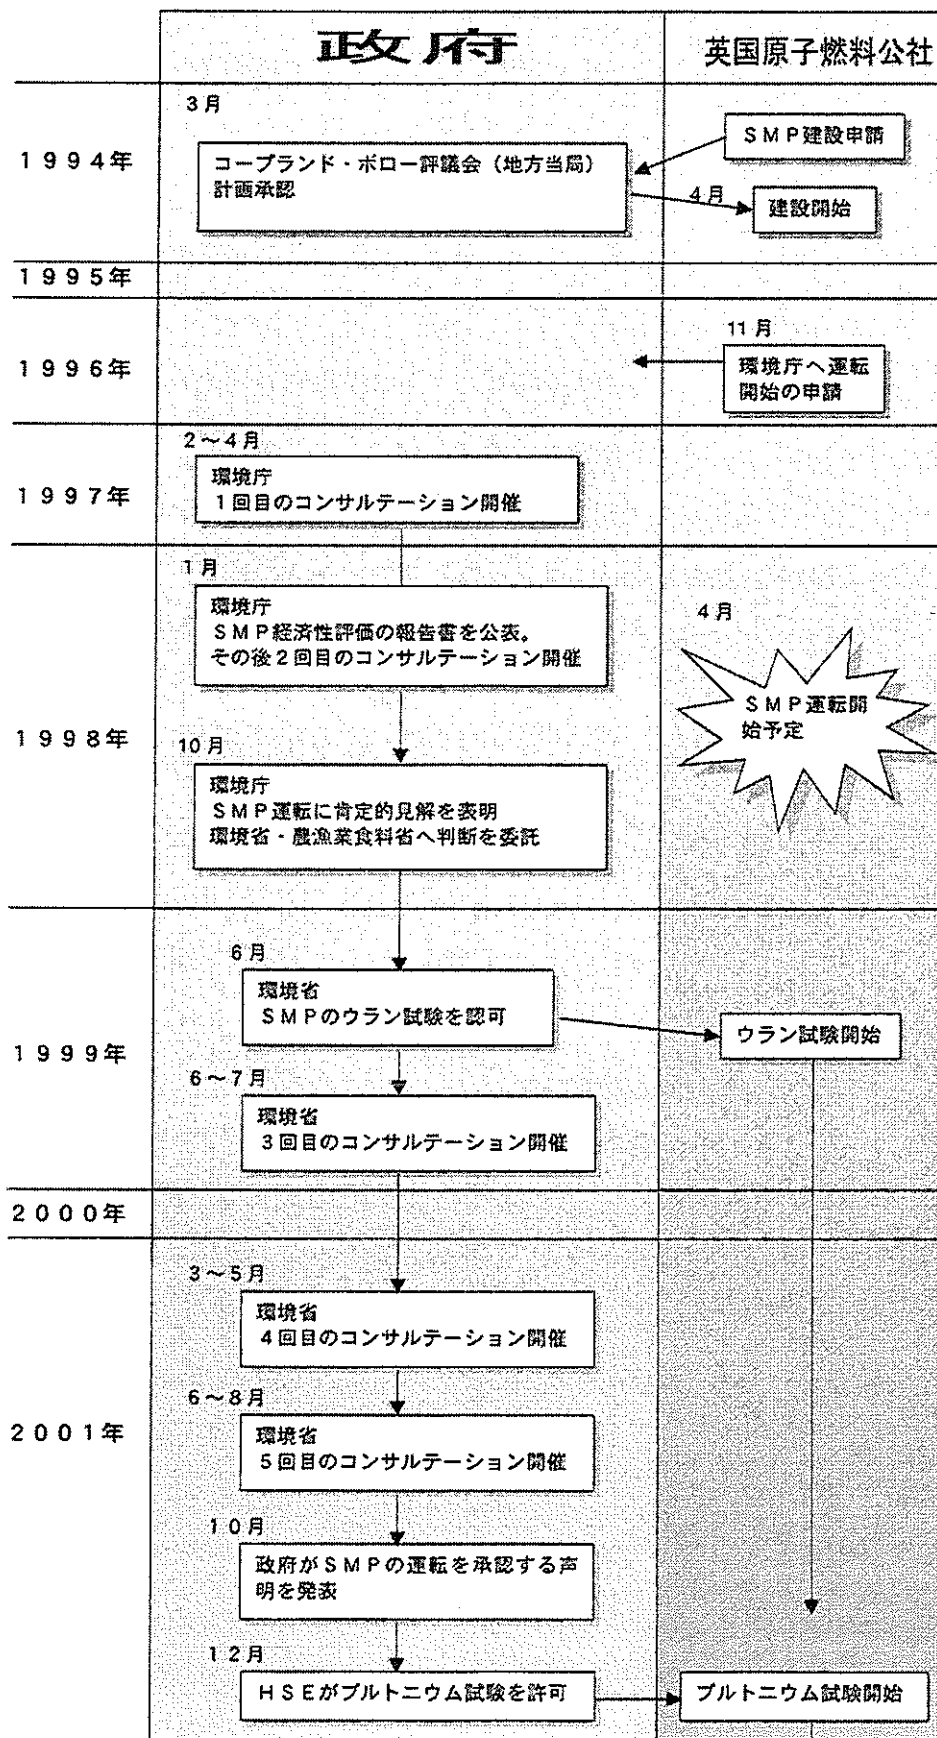 政府
英国原子燃料公社
1994年
3月
コープランド・ボロー評議会（地方当局）
計画承認
SMP建設申請
4月
建設開始
1995年
1996年
11月
環境庁へ運転
開始の申請
1997年
2～4月
環境庁
1回目のコンサルテーション開催
1998年
1月
環境庁
SMP経済性評価の報告書を公表。
その後2回目のコンサルテーション開催
4月
SMP運転開
始予定
10月
環境庁
SMP運転に肯定的見解を表明
環境省・農漁業食料省へ判断を委託
1999年
6月
環境省
SMPのウラン試験を認可
ウラン試験開始
6～7月
環境省
3回目のコンサルテーション開催
2000年
2001年
3～5月
環境省
4回目のコンサルテーション開催
6～8月
環境省
5回目のコンサルテーション開催
10月
政府がSMPの運転を承認する声
明を発表
12月
HSEがプルトニウム試験を許可
プルトニウム試験開始